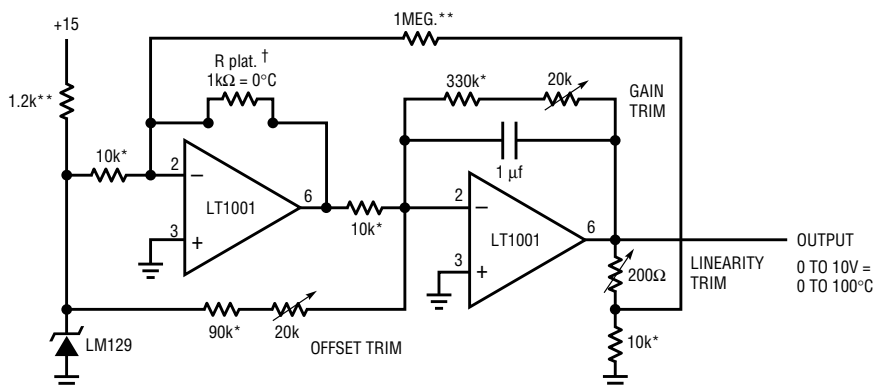 1MEG.**
+15
R plat. †
1kΩ = 0°C
330k*
20k
GAIN
TRIM
1.2k**
1 µf
10k*
2
6
LT1001
3
10k*
2
6
LT1001
3
OUTPUT
0 TO 10V =
0 TO 100°C
200Ω
LINEARITY
TRIM
90k*
20k
OFFSET TRIM
LM129
10k*